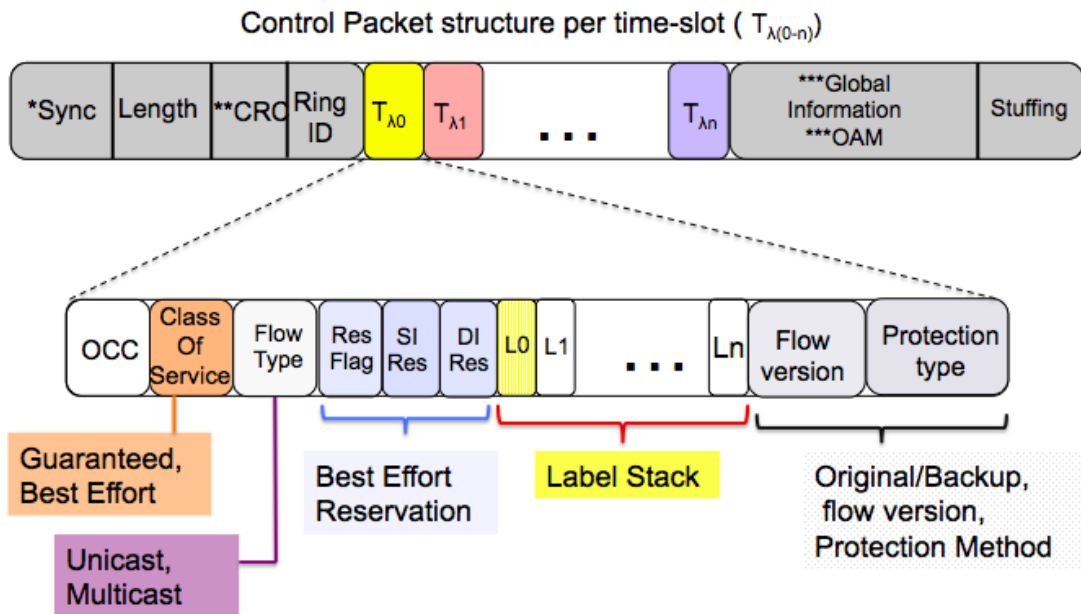 Control Packet structure per time-slot ( Tλ(0-n))
*Sync
Length
**CRC
Ring
ID
Tλ0
Tλ1
...
Tλn
***Global
Information
***OAM
Stuffing
OCC
Class
Of
Service
Flow
Type
Res
Flag
SI
Res
DI
Res
L0
L1
...
Ln
Flow
version
Protection
type
Guaranteed,
Best Effort
Unicast,
Multicast
Best Effort
Reservation
Label Stack
Original/Backup,
flow version,
Protection Method